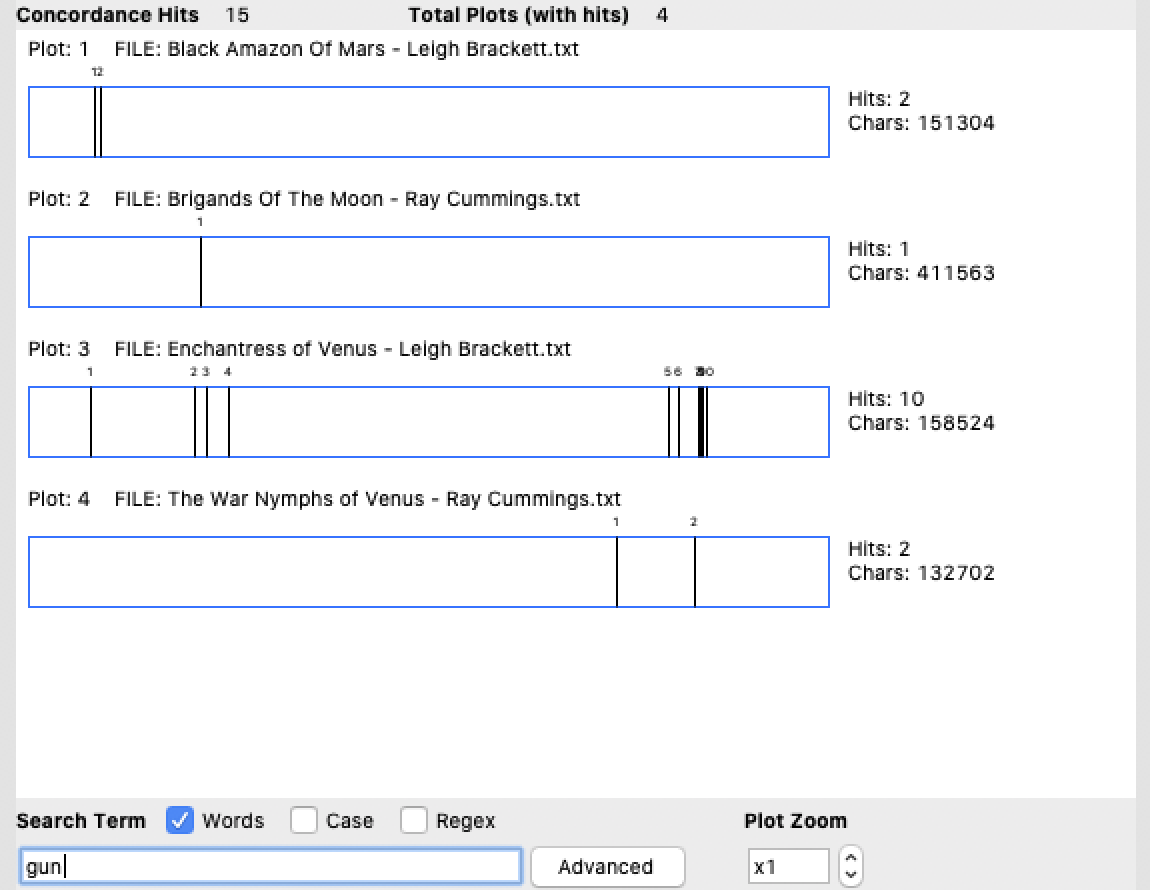 Concordance Hits 15 Total Plots (with hits) 4
Plot: 1 FILE: Black Amazon Of Mars - Leigh Brackett.txt
12
Hits: 2
Chars: 151304
Plot: 2 FILE: Brigands Of The Moon - Ray Cummings.txt
1
Hits: 1
Chars: 411563
Plot: 3 FILE: Enchantress of Venus - Leigh Brackett.txt
1 2 3 4 5 6
Hits: 10
Chars: 158524
Plot: 4 FILE: The War Nymphs of Venus - Ray Cummings.txt
1 2
Hits: 2
Chars: 132702
Search Term Words Case Regex Plot Zoom
gun Advanced x1